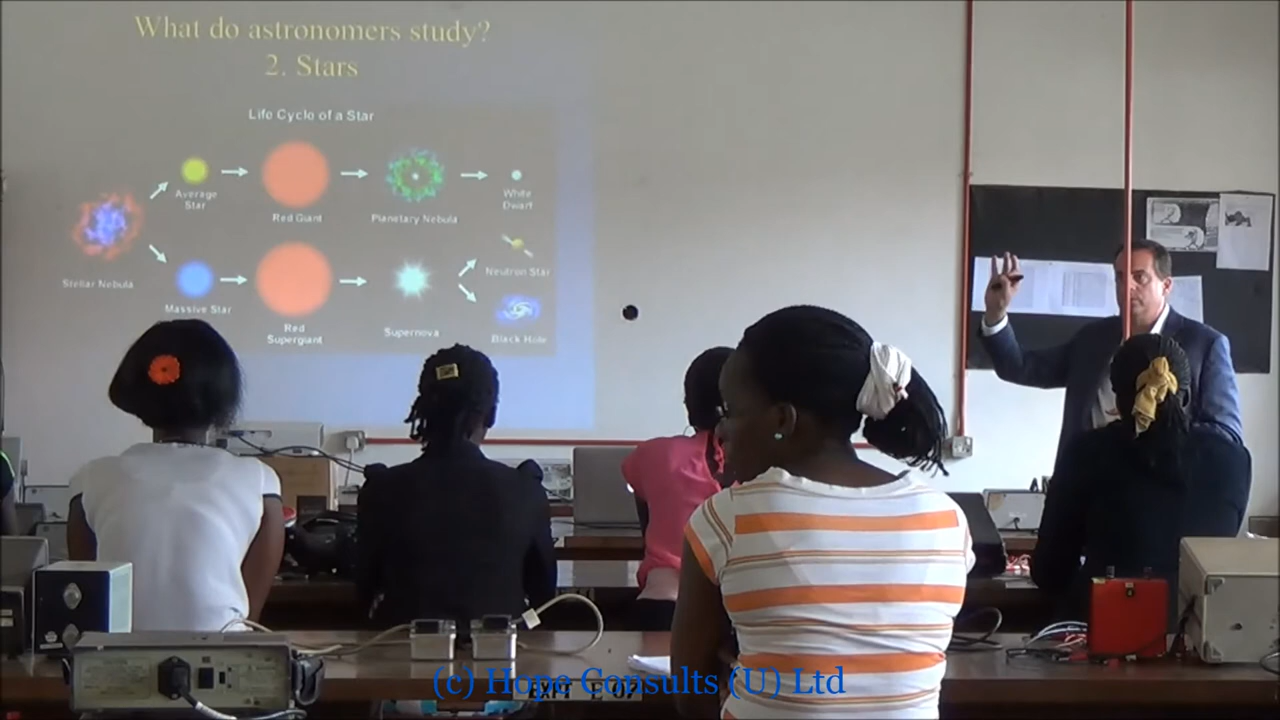 What do astronomers study?
2. Stars
Life Cycle of a Star
Average
Star
Red Giant
Planetary Nebula
White
Dwarf
Stellar Nebula
Massive Star
Red
Supergiant
Supernova
Neutron Star
Black Hole
(c) Hope Consults (U) Ltd